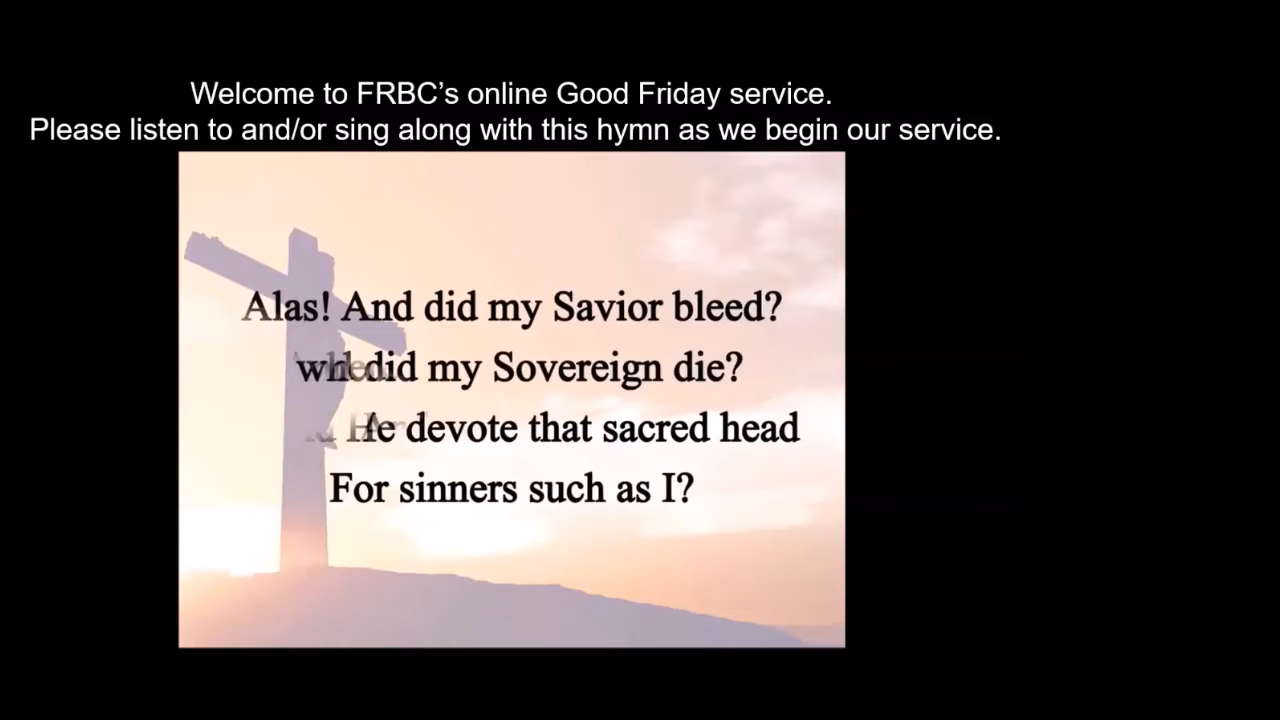 Welcome to FRBC's online Good Friday service.
Please listen to and/or sing along with this hymn as we begin our service.
Alas! And did my Savior bleed?
did my Sovereign die?
He devote that sacred head
For sinners such as I?